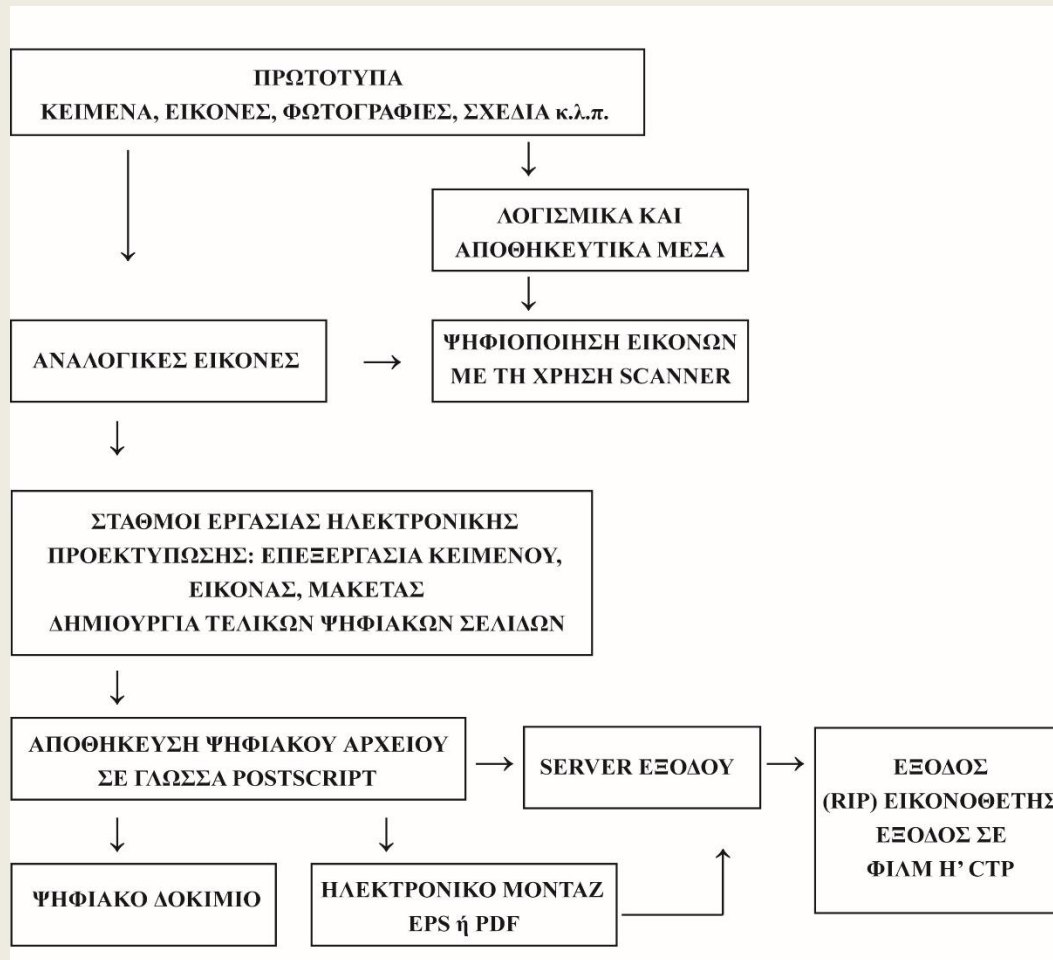 ΠΡΩΤΟΤΥΠΑ
ΚΕΙΜΕΝΑ, ΕΙΚΟΝΕΣ, ΦΩΤΟΓΡΑΦΙΕΣ, ΣΧΕΔΙΑ κ.λ.π.
ΛΟΓΙΣΜΙΚΑ ΚΑΙ
ΑΠΟΘΗΚΕΥΤΙΚΑ ΜΕΣΑ
ΑΝΑΛΟΓΙΚΕΣ ΕΙΚΟΝΕΣ
ΨΗΦΙΟΠΟΙΗΣΗ ΕΙΚΟΝΩΝ
ΜΕ ΤΗ ΧΡΗΣΗ SCANNER
ΣΤΑΘΜΟΙ ΕΡΓΑΣΙΑΣ ΗΛΕΚΤΡΟΝΙΚΗΣ
ΠΡΟΕΚΤΥΠΩΣΗΣ: ΕΠΕΞΕΡΓΑΣΙΑ ΚΕΙΜΕΝΟΥ,
ΕΙΚΟΝΑΣ, ΜΑΚΕΤΑΣ
ΔΗΜΙΟΥΡΓΙΑ ΤΕΛΙΚΩΝ ΨΗΦΙΑΚΩΝ ΣΕΛΙΔΩΝ
ΑΠΟΘΗΚΕΥΣΗ ΨΗΦΙΑΚΟΥ ΑΡΧΕΙΟΥ
ΣΕ ΓΛΩΣΣΑ POSTSCRIPT
SERVER ΕΞΟΔΟΥ
ΕΞΟΔΟΣ
(RIP) ΕΙΚΟΝΟΘΕΤΗΣ
ΕΞΟΔΟΣ ΣΕ
ΦΙΛΜ Η’ CTP
ΨΗΦΙΑΚΟ ΔΟΚΙΜΙΟ
ΗΛΕΚΤΡΟΝΙΚΟ ΜΟΝΤΑΖ
EPS ή PDF